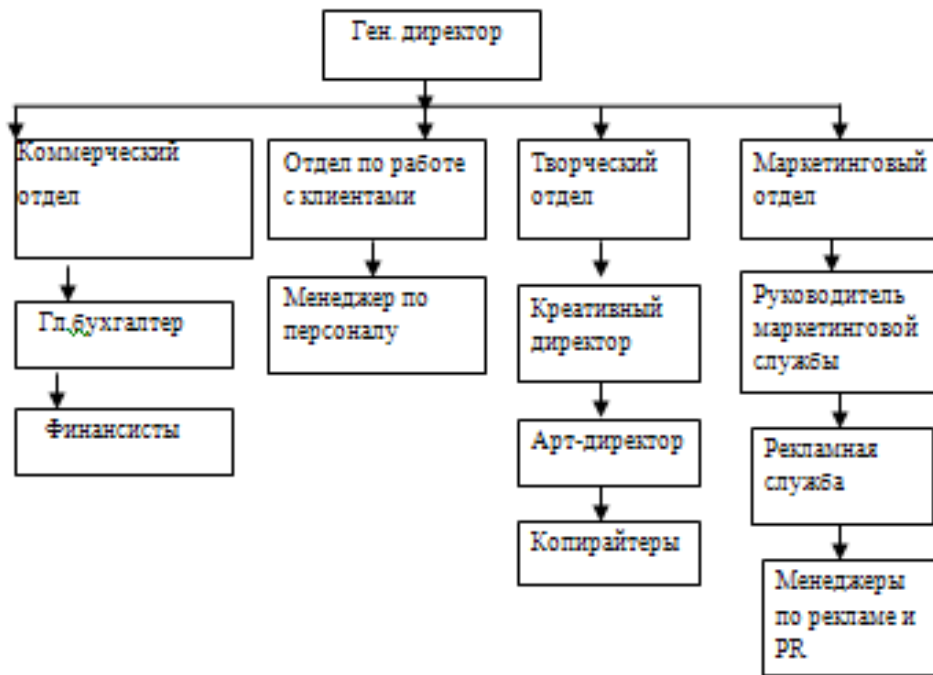 Ген. директор
Коммерческий
отдел
Отдел по работе
с клиентами
Творческий
отдел
Маркетинговый
отдел
Гл.бухгалтер
Менеджер по
персоналу
Креативный
директор
Руководитель
маркетинговой
службы
Финансисты
Арт-директор
Рекламная
служба
Копирайтеры
Менеджеры
по рекламе и
PR